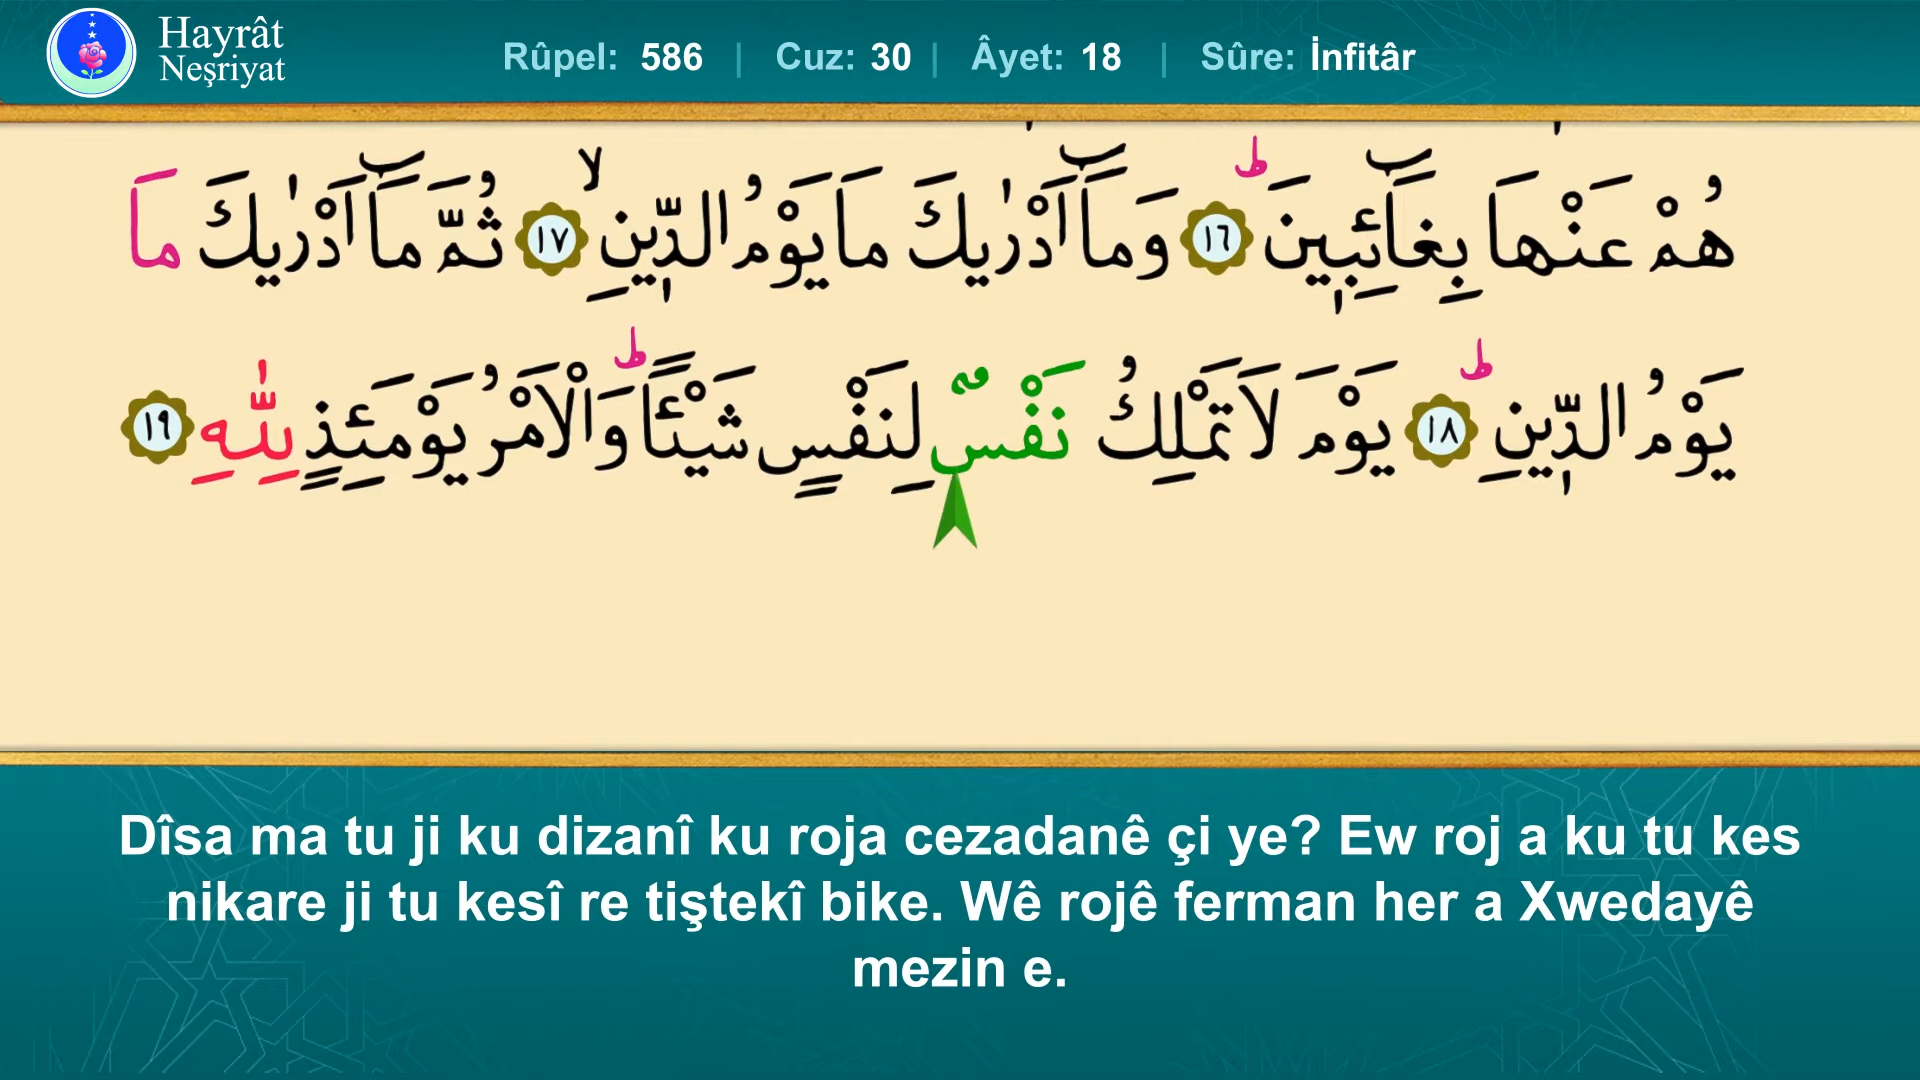 Hayrât
Neşriyat
Rûpel: 586 | Cuz: 30 | Âyet: 18 | Sûre: İnfitâr
هُمْ عَنْهَا بِغَٓائِب۪ينَۜ ﴿١٦﴾ وَمَٓا اَدْرٰيكَ مَا يَوْمُ الدّ۪ينِۙ ﴿١٧﴾ ثُمَّ مَٓا اَدْرٰيكَ مَا
يَوْمُ الدّ۪ينِۜ ﴿١٨﴾ يَوْمَ لَا تَمْلِكُ نَفْسٌ لِنَفْسٍ شَيْئًاۜ وَالْاَمْرُ يَوْمَئِذٍ لِلّٰهِ ﴿١٩﴾
Dîsa ma tu ji ku dizanî ku roja cezadanê çi ye? Ew roj a ku tu kes
nikare ji tu kesî re tiştekî bike. Wê rojê ferman her a Xwedayê
mezin e.